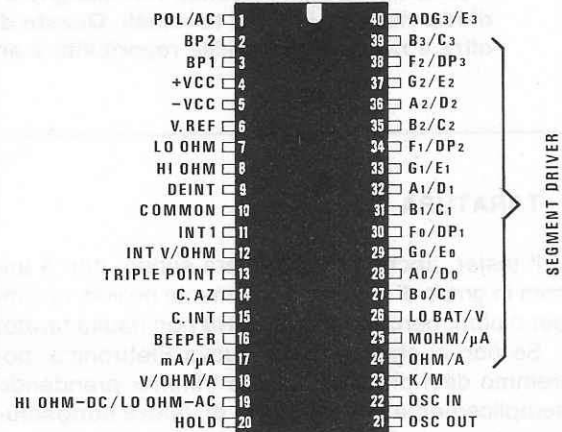 POL/AC 1 40 ADG3/E3
BP2 2 39 B3/C3
BP1 3 38 F2/DP3
+VCC 4 37 G2/E2
-VCC 5 36 A2/D2
V.REF 6 35 B2/C2
LO OHM 7 34 F1/DP2
HI OHM 8 33 G1/E1
DEINT 9 32 A1/D1
COMMON 10 31 B1/C1
INT1 11 30 F0/DP1
INT V/OHM 12 29 G0/E0
TRIPLE POINT 13 28 A0/D0
C.AZ 14 27 B0/C0
C.INT 15 26 LO BAT/V
BEEPER 16 25 MOHM/µA
mA/µA 17 24 OHM/A
V/OHM/A 18 23 K/M
HI OHM-DC/LO OHM-AC 19 22 OSC IN
HOLD 20 21 OSC OUT
SEGMENT DRIVER
TARATURA